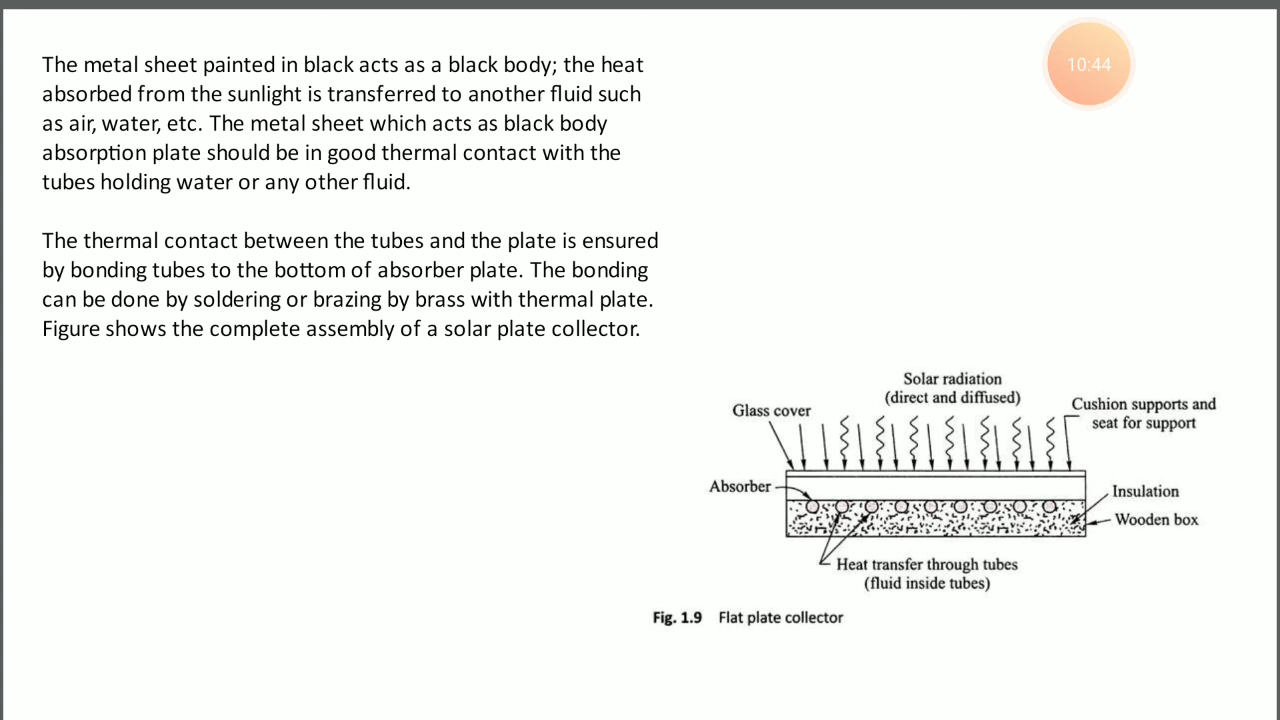 The metal sheet painted in black acts as a black body; the heat
absorbed from the sunlight is transferred to another fluid such
as air, water, etc. The metal sheet which acts as black body
absorption plate should be in good thermal contact with the
tubes holding water or any other fluid.
The thermal contact between the tubes and the plate is ensured
by bonding tubes to the bottom of absorber plate. The bonding
can be done by soldering or brazing by brass with thermal plate.
Figure shows the complete assembly of a solar plate collector.
10:44
Solar radiation
(direct and diffused)
Glass cover
Cushion supports and
seat for support
Absorber
Insulation
Wooden box
Heat transfer through tubes
(fluid inside tubes)
Fig. 1.9 Flat plate collector